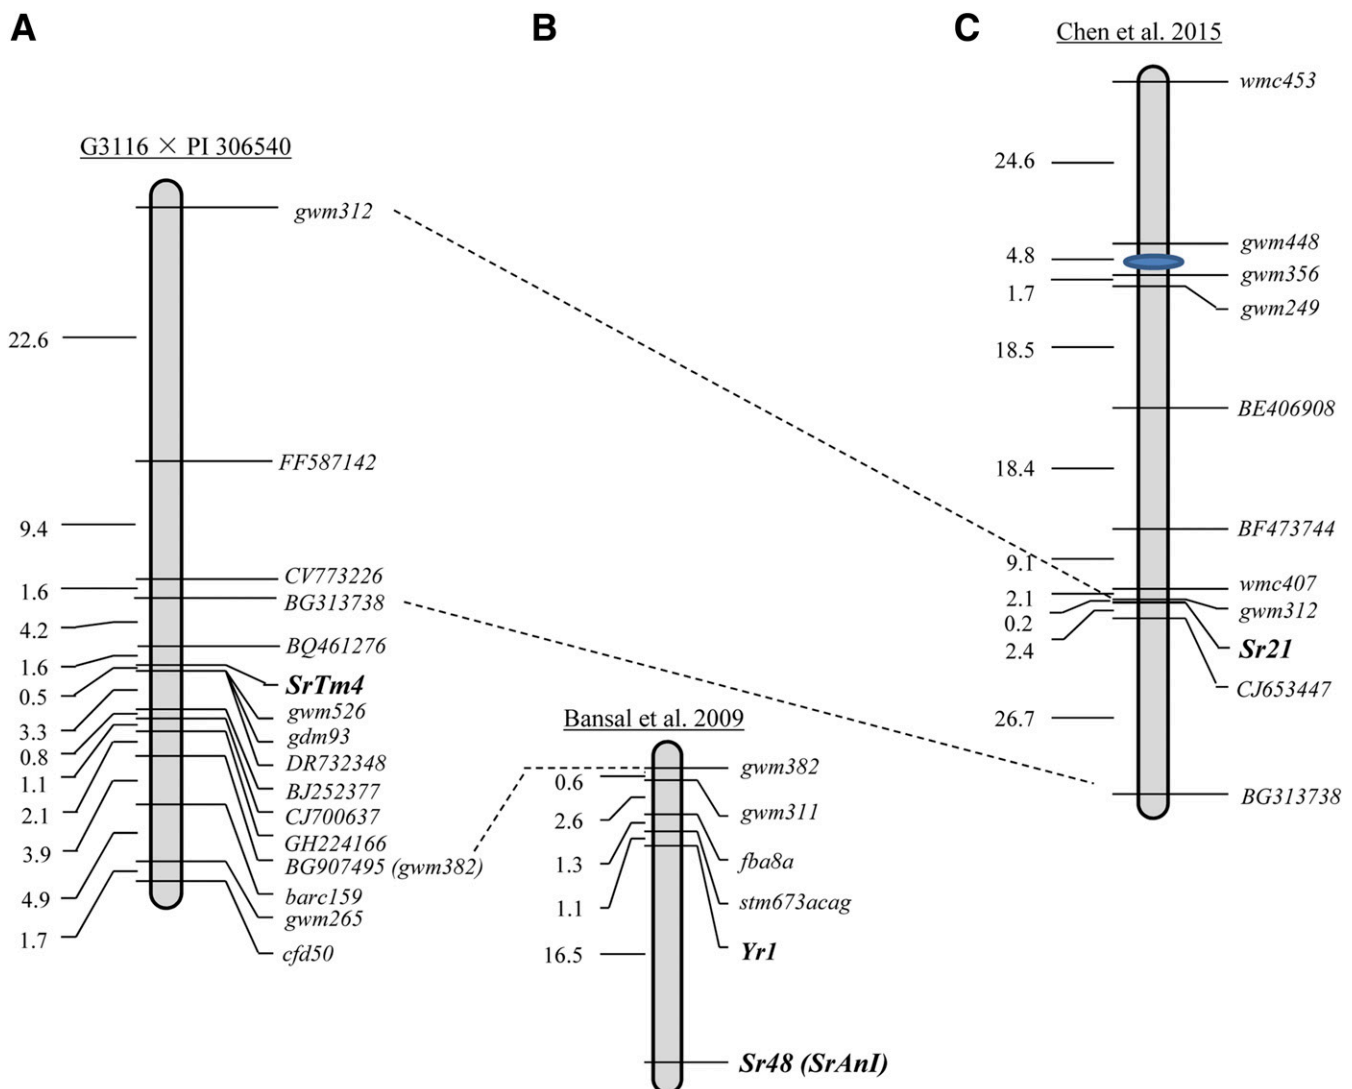 A
G3116 × PI 306540
gwm312
22.6
FF587142
9.4
CV773226
1.6
BG313738
4.2
BQ461276
1.6
SrTm4
0.5
gwm526
3.3
gdm93
0.8
DR732348
1.1
BJ252377
2.1
CJ700637
GH224166
3.9
BG907495 (gwm382)
4.9
barc159
gwm265
1.7
cfd50
B
Bansal et al. 2009
gwm382
0.6
gwm311
2.6
fba8a
1.3
stm673acag
1.1
Yr1
16.5
Sr48 (SrAnI)
C
Chen et al. 2015
wmc453
24.6
gwm448
4.8
gwm356
1.7
gwm249
18.5
BE406908
18.4
BF473744
9.1
wmc407
2.1
gwm312
0.2
Sr21
2.4
CJ653447
26.7
BG313738